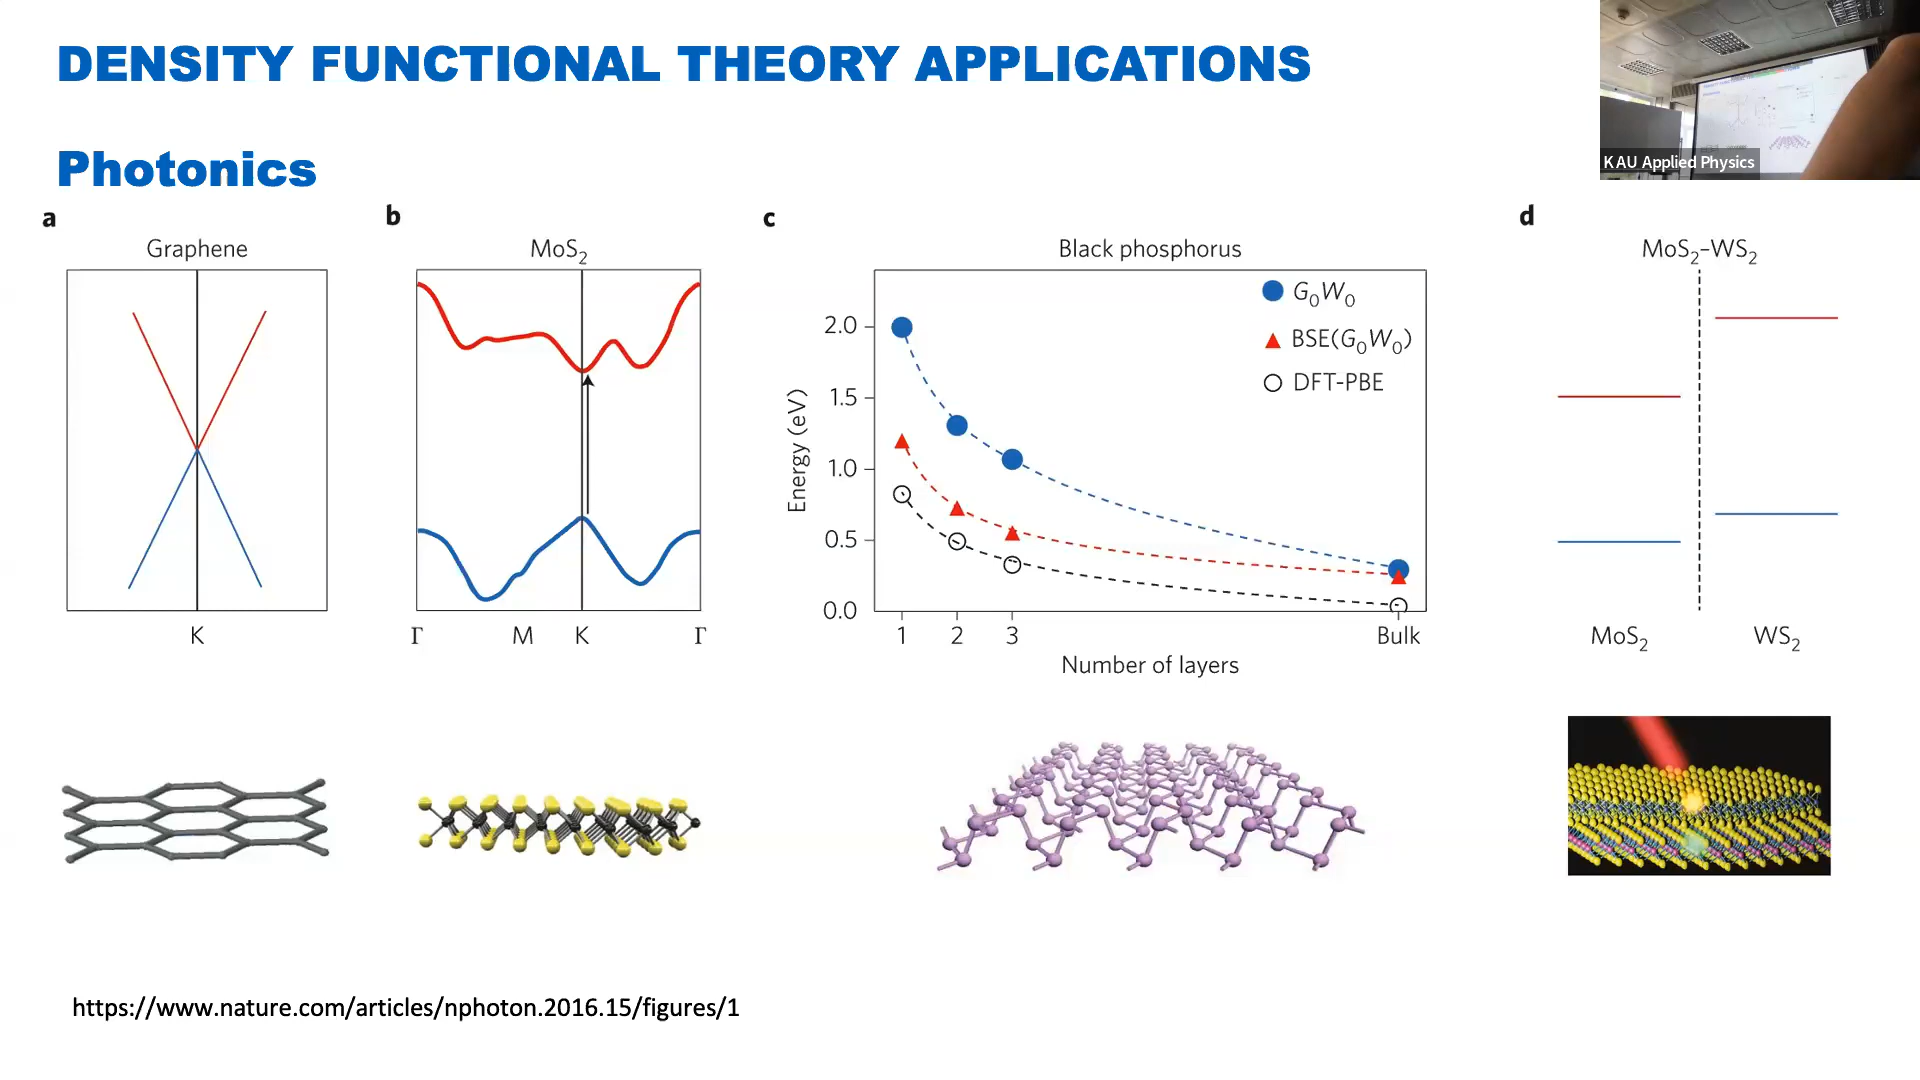 DENSITY FUNCTIONAL THEORY APPLICATIONS
Photonics
KAU Applied Physics
a
Graphene
K
b
MoS2
Γ M K Γ
c
Black phosphorus
G0W0
BSE(G0W0)
DFT-PBE
Energy (eV)
2.0
1.5
1.0
0.5
0.0
1 2 3 Bulk
Number of layers
d
MoS2–WS2
MoS2 WS2
https://www.nature.com/articles/nphoton.2016.15/figures/1